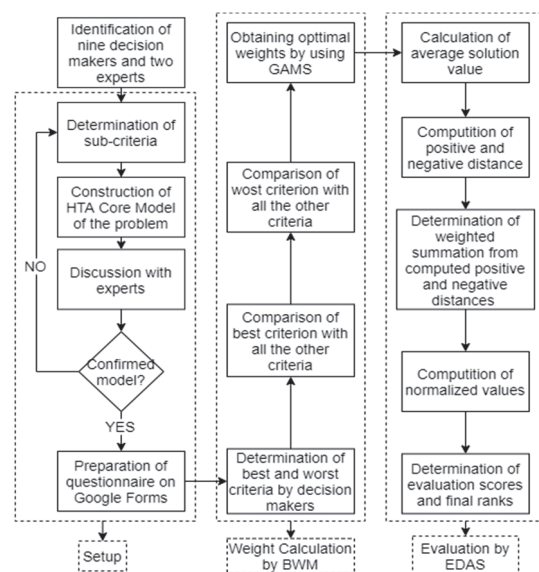 Identification of
nine decision
makers and two
experts
Determination of
sub-criteria
Construction of
HTA Core Model
of the problem
Discussion with
experts
NO
Confirmed
model?
YES
Preparation of
questionnaire on
Google Forms
Setup
Obtaining opttimal
weights by using
GAMS
Comparison of
wost criterion with
all the other
criteria
Comparison of
best criterion with
all the other
criteria
Determination of
best and worst
criteria by decision
makers
Weight Calculation
by BWM
Calculation of
average solution
value
Computition of
positive and
negative distance
Determination of
weighted
summation from
computed positive
and negative
distances
Computition of
normalized values
Determination of
evaluation scores
and final ranks
Evaluation by
EDAS